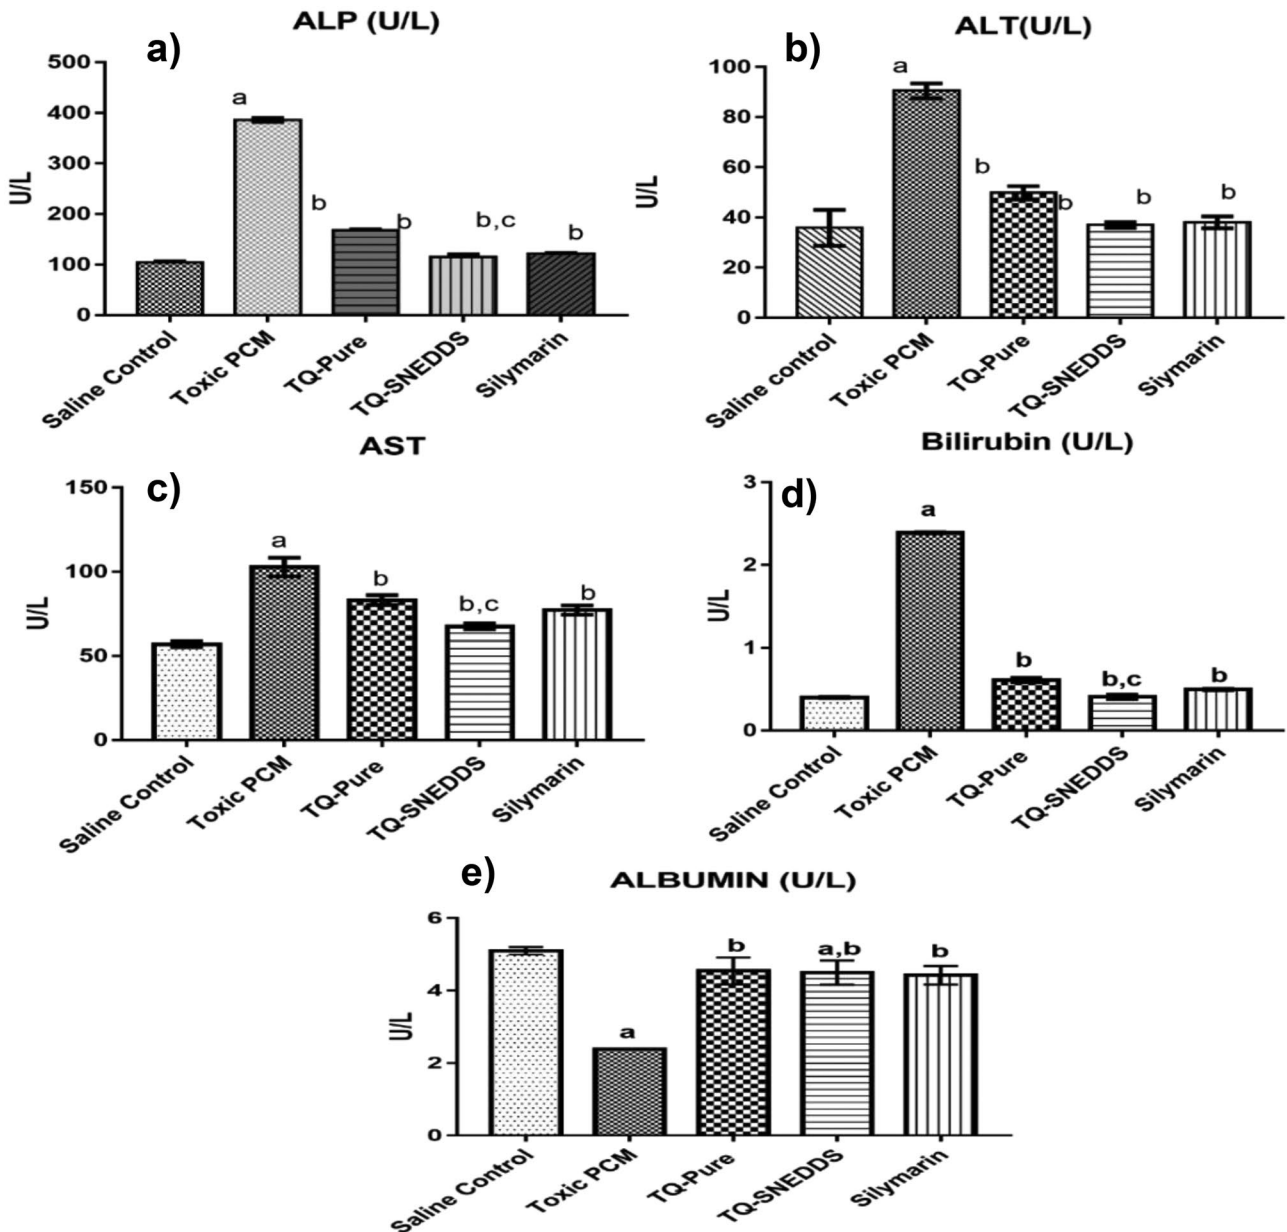 ALP (U/L)
a)
500
400
300
200
100
0
U/L
a
b
b
b,c
b
Saline Control
Toxic PCM
TQ-Pure
TQ-SNEDDS
Silymarin
ALT(U/L)
b)
100
80
60
40
20
0
U/L
a
b
b
b
b
Saline control
Toxic PCM
TQ-Pure
TQ-SNEDDS
Siymarin
AST
c)
150
100
50
0
U/L
a
b
b,c
b
Saline Control
Toxic PCM
TQ-Pure
TQ-SNEDDS
Silymarin
Bilirubin (U/L)
d)
3
2
1
0
U/L
a
b
b,c
b
Saline Control
Toxic PCM
TQ-Pure
TQ-SNEDDS
Silymarin
e)
ALBUMIN (U/L)
6
4
2
0
U/L
a
b
a,b
b
Saline Control
Toxic PCM
TQ-Pure
TQ-SNEDDS
Silymarin